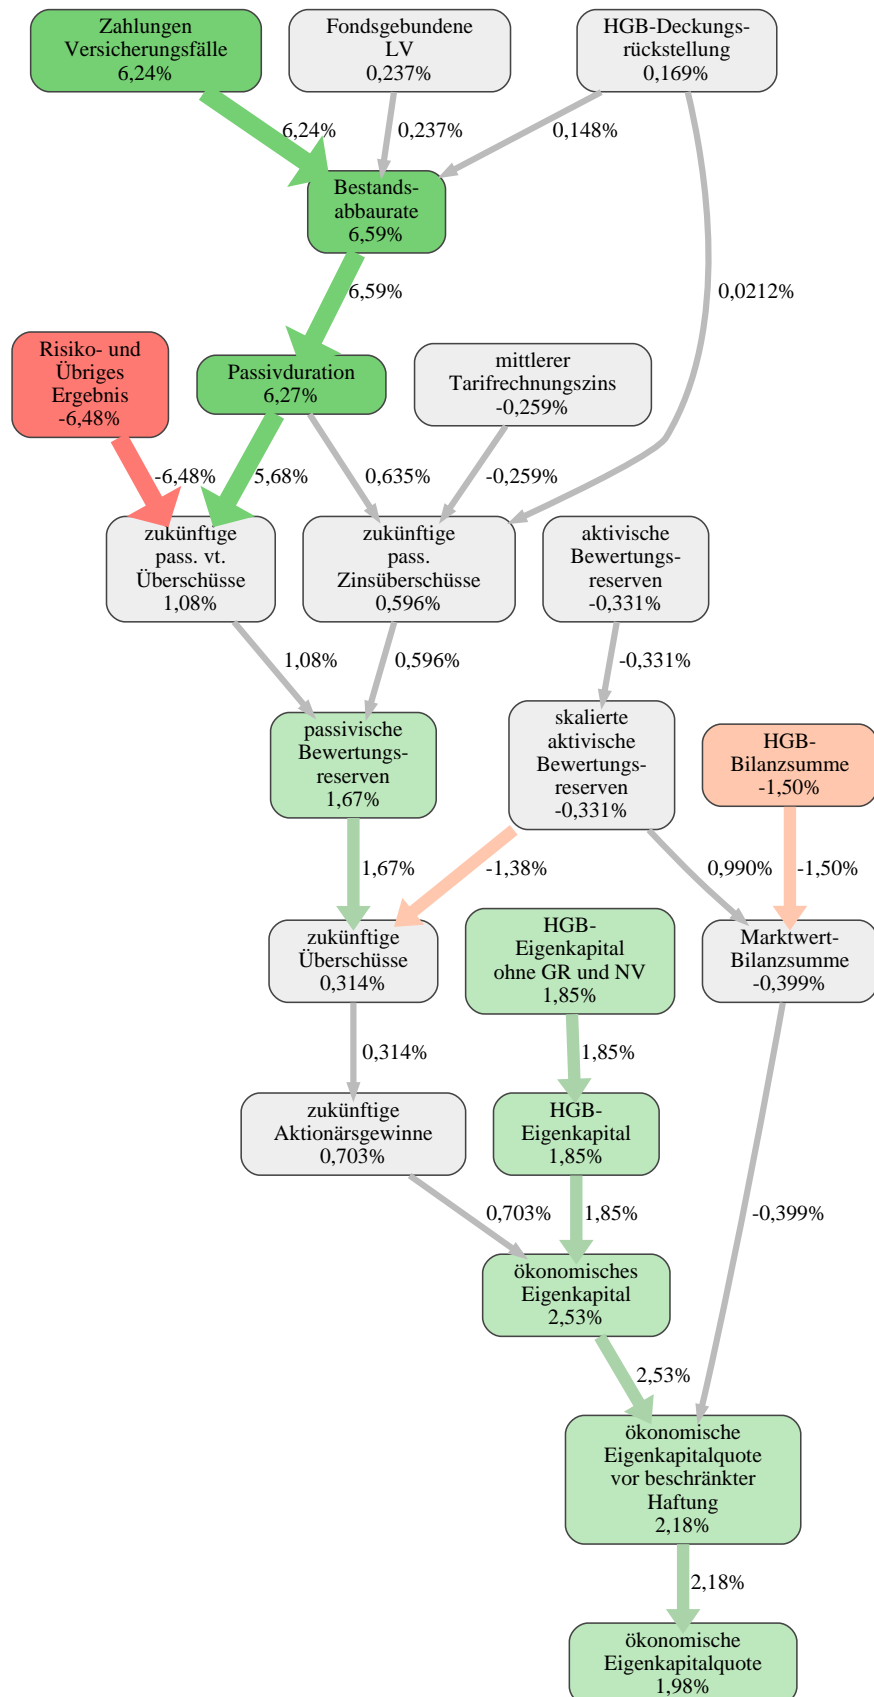 Zahlungen
Versicherungsfälle
6,24%
Fondsgebundene
LV
0,237%
HGB-Deckungs-
rückstellung
0,169%
6,24%
0,237%
0,148%
Bestands-
abbaurate
6,59%
6,59%
0,0212%
Risiko- und
Übriges
Ergebnis
-6,48%
Passivduration
6,27%
mittlerer
Tarifrechnungszins
-0,259%
-6,48%
5,68%
0,635%
-0,259%
zukünftige
pass. vt.
Überschüsse
1,08%
zukünftige
pass.
Zinsüberschüsse
0,596%
aktivische
Bewertungs-
reserven
-0,331%
1,08%
0,596%
-0,331%
passivische
Bewertungs-
reserven
1,67%
skalierte
aktivische
Bewertungs-
reserven
-0,331%
HGB-
Bilanzsumme
-1,50%
1,67%
-1,38%
0,990%
-1,50%
zukünftige
Überschüsse
0,314%
HGB-
Eigenkapital
ohne GR und NV
1,85%
Marktwert-
Bilanzsumme
-0,399%
0,314%
1,85%
zukünftige
Aktionärsgewinne
0,703%
HGB-
Eigenkapital
1,85%
0,703%
1,85%
-0,399%
ökonomisches
Eigenkapital
2,53%
2,53%
ökonomische
Eigenkapitalquote
vor beschränkter
Haftung
2,18%
2,18%
ökonomische
Eigenkapitalquote
1,98%